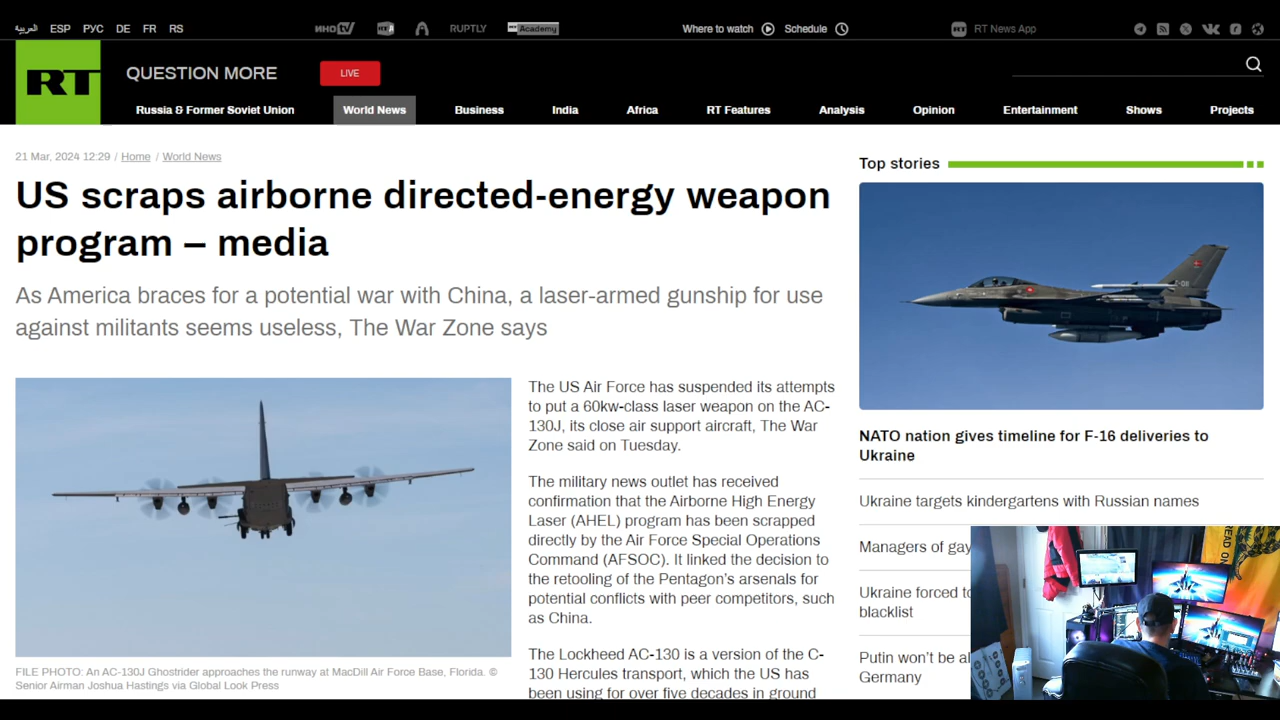 العربية ESP РУС DE FR RS ИНОTV RTД RUPTLY Academy Where to watch Schedule RT News App
RT QUESTION MORE LIVE
Russia & Former Soviet Union World News Business India Africa RT Features Analysis Opinion Entertainment Shows Projects
21 Mar, 2024 12:29 / Home / World News
US scraps airborne directed-energy weapon
program – media
As America braces for a potential war with China, a laser-armed gunship for use
against militants seems useless, The War Zone says
The US Air Force has suspended its attempts
to put a 60kw-class laser weapon on the AC-
130J, its close air support aircraft, The War
Zone said on Tuesday.
The military news outlet has received
confirmation that the Airborne High Energy
Laser (AHEL) program has been scrapped
directly by the Air Force Special Operations
Command (AFSOC). It linked the decision to
the retooling of the Pentagon's arsenals for
potential conflicts with peer competitors, such
as China.
The Lockheed AC-130 is a version of the C-
130 Hercules transport, which the US has
been using for over five decades in ground
FILE PHOTO: An AC-130J Ghostrider approaches the runway at MacDill Air Force Base, Florida. ©
Senior Airman Joshua Hastings via Global Look Press
Top stories
NATO nation gives timeline for F-16 deliveries to
Ukraine
Ukraine targets kindergartens with Russian names
Managers of gay
Ukraine forced to
blacklist
Putin won't be al
Germany